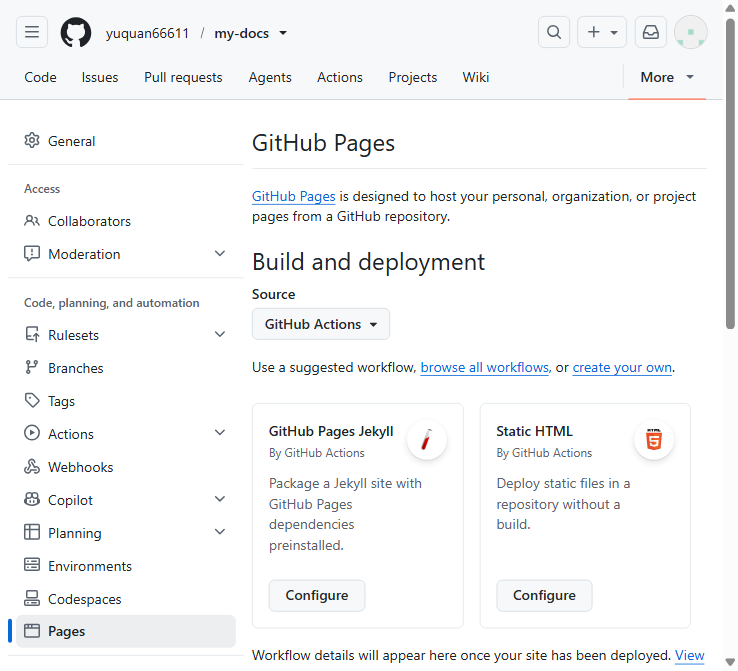 yuquan66611 / my-docs
Code Issues Pull requests Agents Actions Projects Wiki More
General
Access
Collaborators
Moderation
Code, planning, and automation
Rulesets
Branches
Tags
Actions
Webhooks
Copilot
Planning
Environments
Codespaces
Pages
GitHub Pages
GitHub Pages is designed to host your personal, organization, or project
pages from a GitHub repository.
Build and deployment
Source
GitHub Actions
Use a suggested workflow, browse all workflows, or create your own.
GitHub Pages Jekyll
By GitHub Actions
Package a Jekyll site with
GitHub Pages
dependencies
preinstalled.
Configure
Static HTML
By GitHub Actions
HTML
5
Deploy static files in a
repository without a
build.
Configure
Workflow details will appear here once your site has been deployed. View